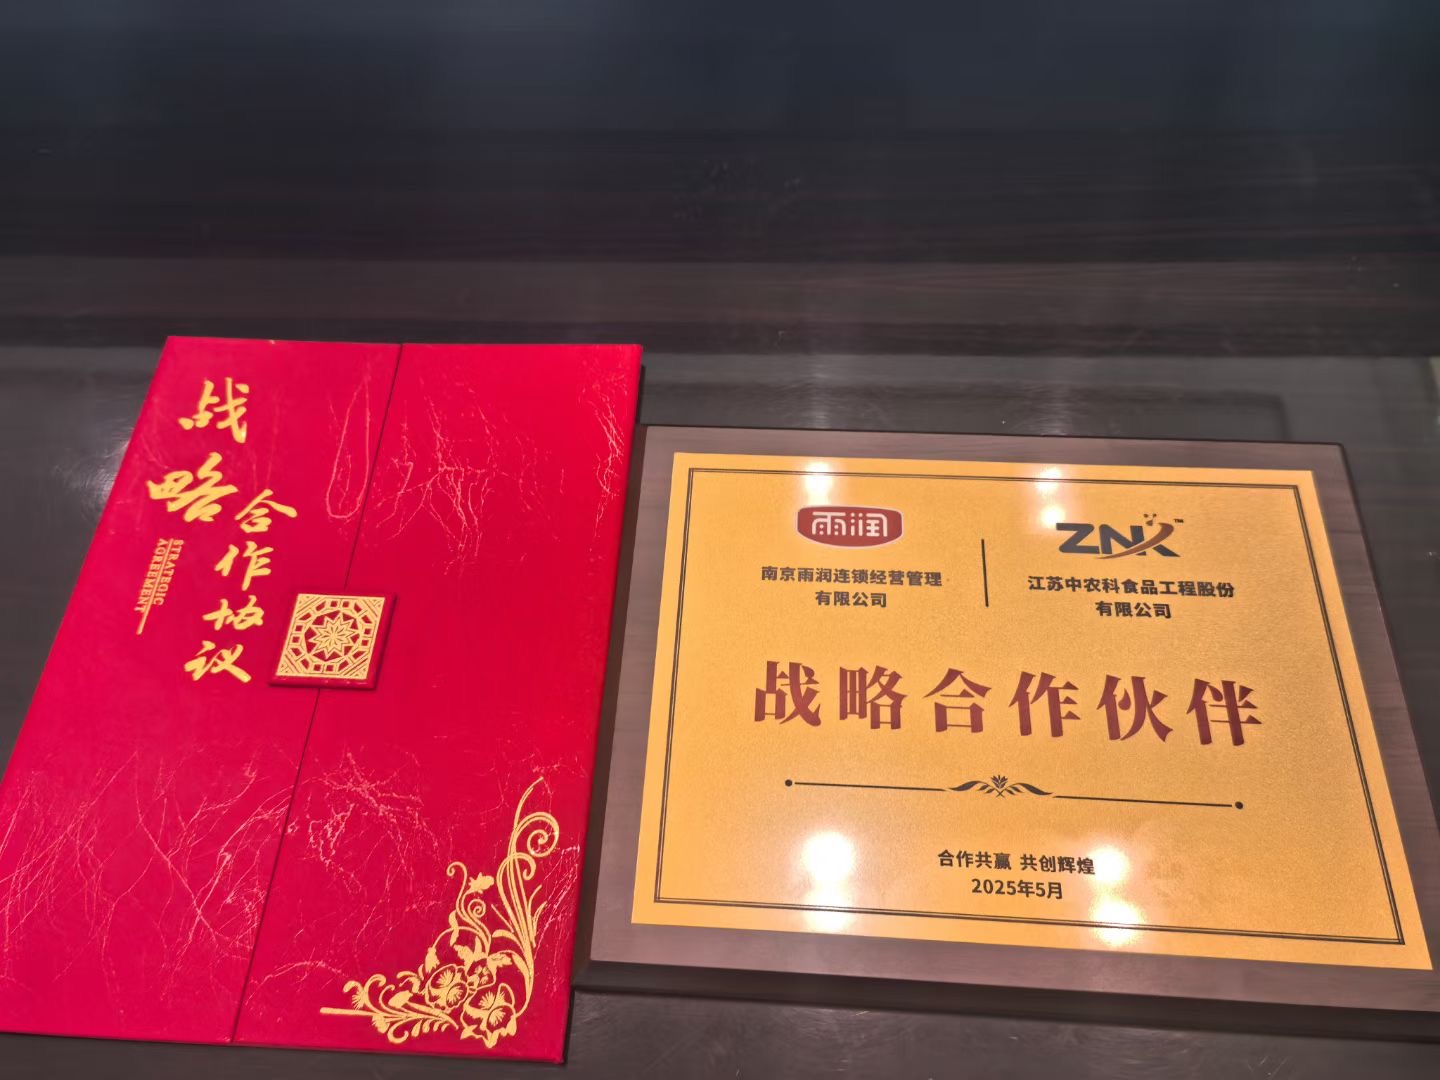 战略合作协议
STRATEGIC
AGREEMENT
雨润
南京雨润连锁经营管理
有限公司
ZNK™
江苏中农科食品工程股份
有限公司
战略合作伙伴
合作共赢 共创辉煌
2025年5月